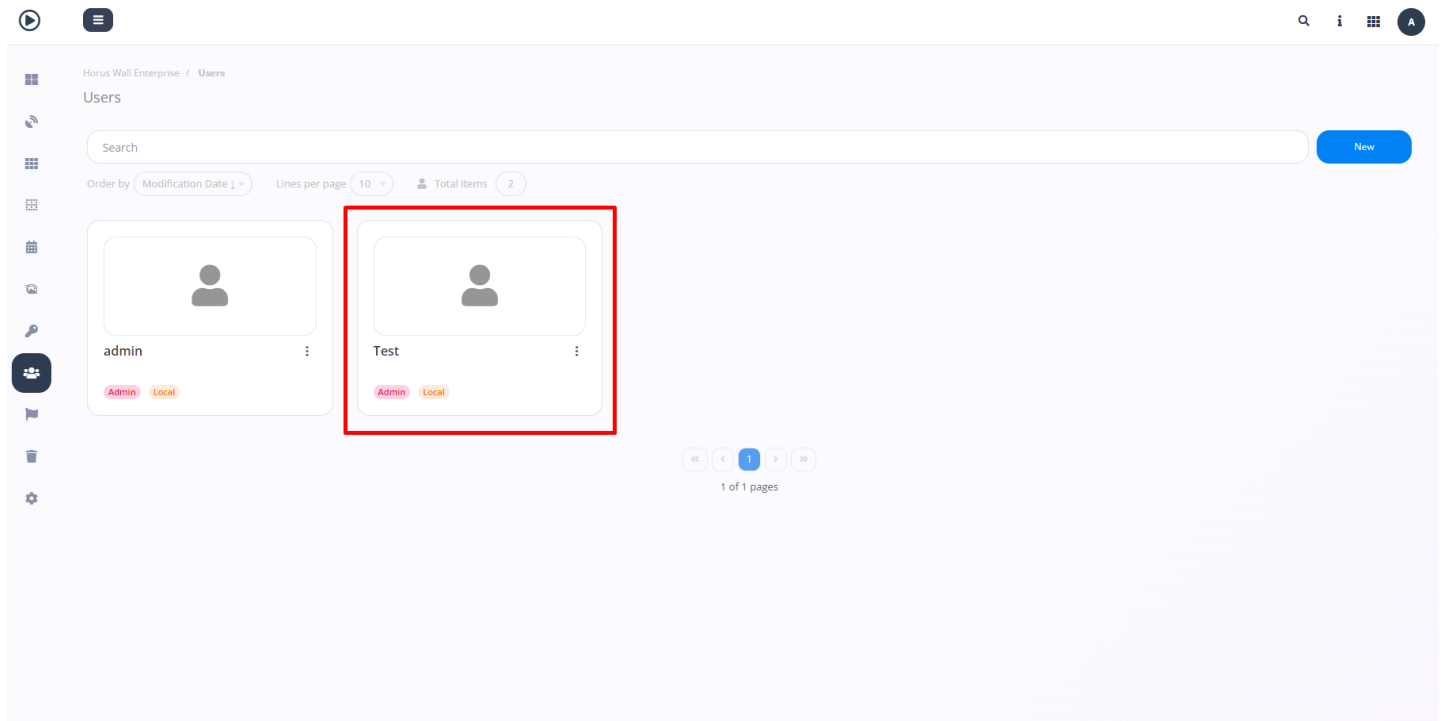 A
Horus Wall Enterprise / Users
Users
Search
New
Order by Modification Date ↓ Lines per page 10 Total items 2
admin
Test
Admin Local
Admin Local
« < 1 > »
1 of 1 pages